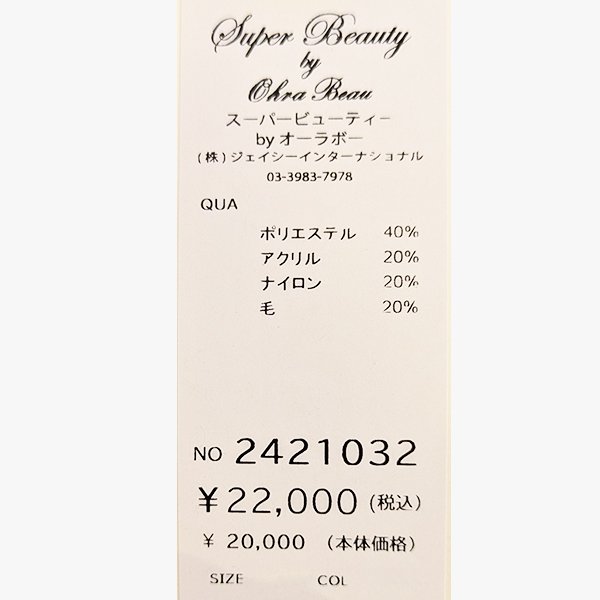 Super Beauty
by
Ohra Beau
スーパービューティー
by オーラボー
(株)ジェイシーインターナショナル
03-3983-7978
QUA
ポリエステル 40%
アクリル 20%
ナイロン 20%
毛 20%
NO 2421032
¥22,000 (税込)
¥ 20,000 (本体価格)
SIZE COL